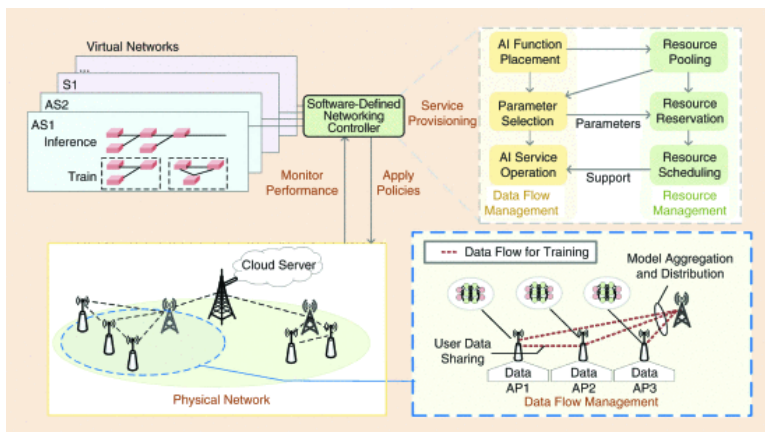 Virtual Networks
...
S1
AS2
AS1
Inference
Train
Software-Defined
Networking
Controller
Service
Provisioning
Monitor
Performance
Apply
Policies
AI Function
Placement
Resource
Pooling
Parameter
Selection
Parameters
Resource
Reservation
AI Service
Operation
Support
Resource
Scheduling
Data Flow
Management
Resource
Management
Cloud Server
Physical Network
Data Flow for Training
Model Aggregation
and Distribution
User Data
Sharing
Data
Data
Data
AP1
AP2
AP3
Data Flow Management